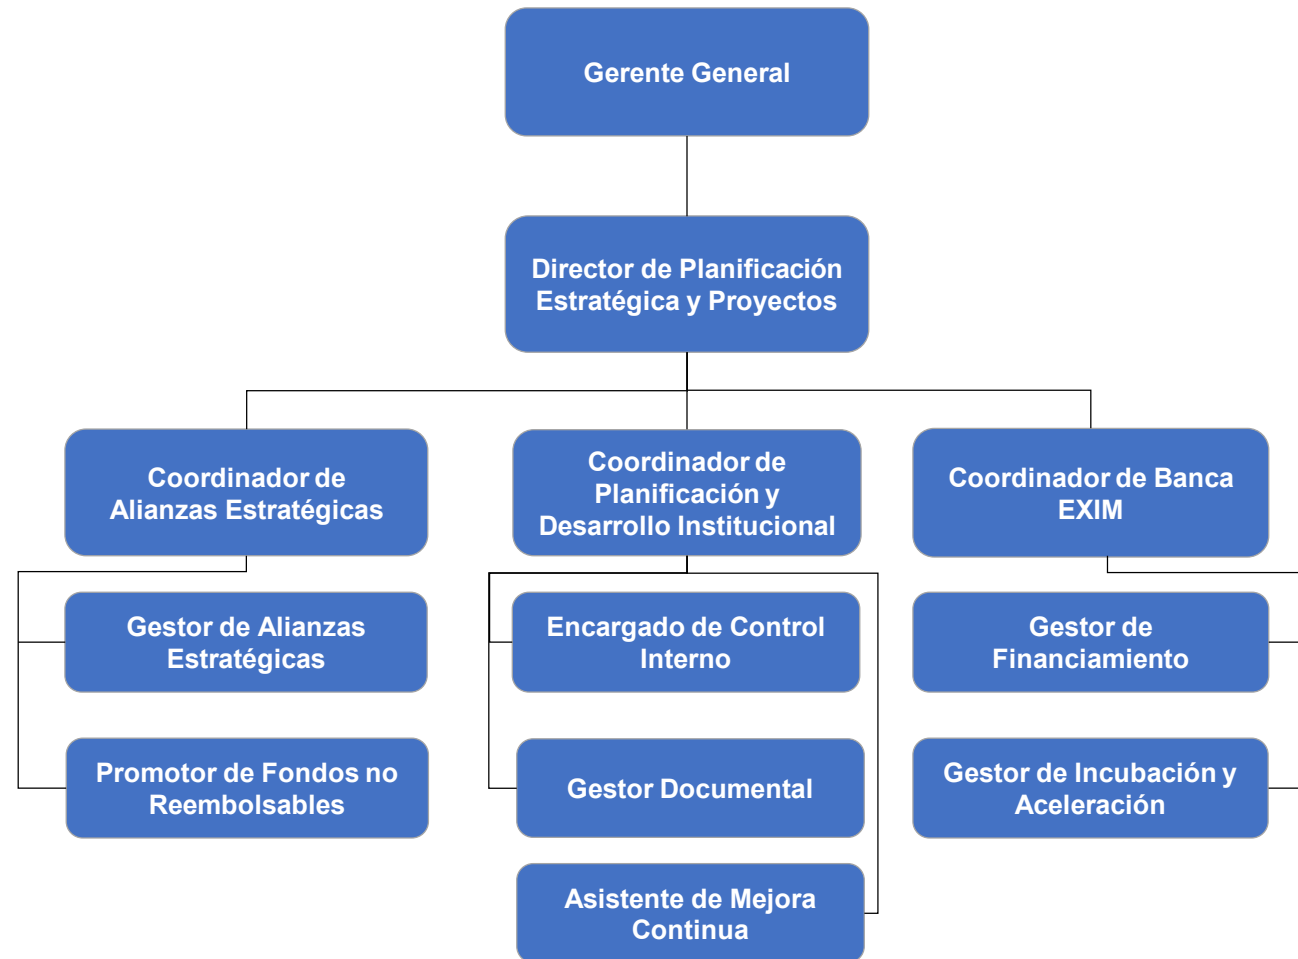 Gerente General
Director de Planificación
Estratégica y Proyectos
Coordinador de
Alianzas Estratégicas
Coordinador de
Planificación y
Desarrollo Institucional
Coordinador de Banca
EXIM
Gestor de Alianzas
Estratégicas
Encargado de Control
Interno
Gestor de
Financiamiento
Promotor de Fondos no
Reembolsables
Gestor Documental
Gestor de Incubación y
Aceleración
Asistente de Mejora
Continua